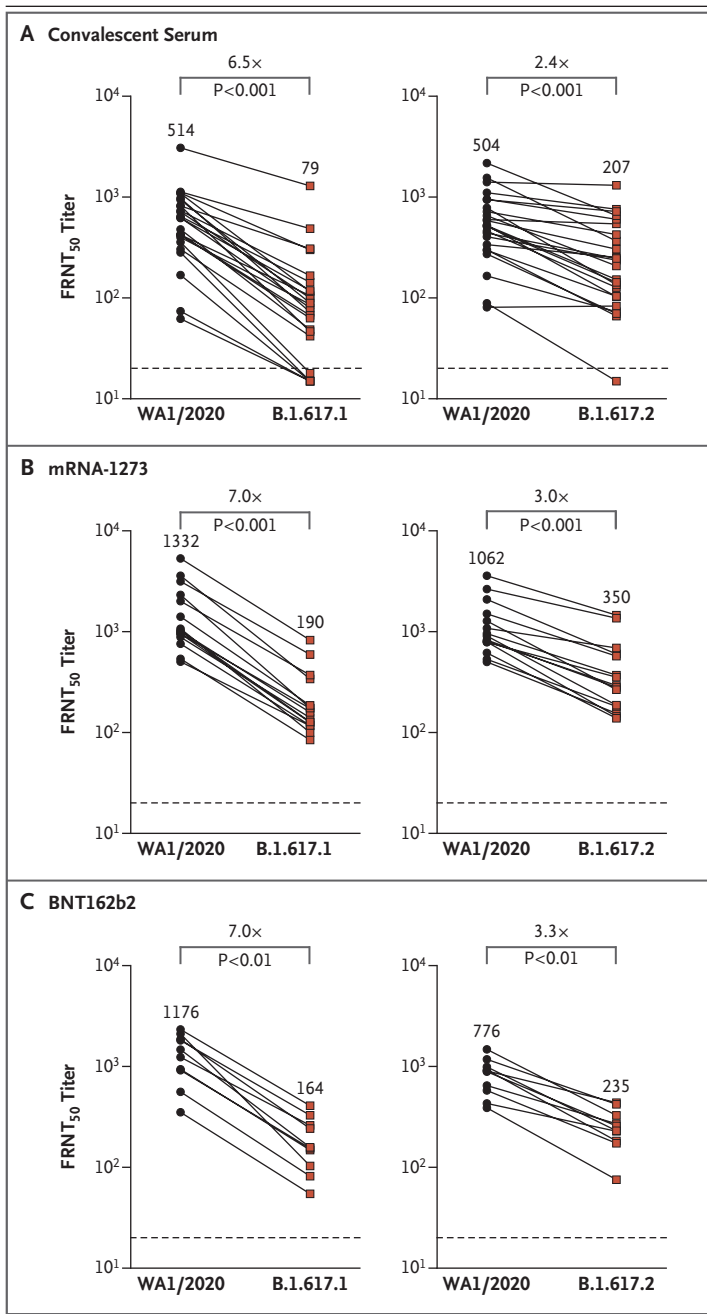 A Convalescent Serum
6.5×
P<0.001
2.4×
P<0.001
FRNT₅₀ Titer
10⁴
10³
10²
10¹
514
79
WA1/2020
B.1.617.1
10⁴
10³
10²
10¹
504
207
WA1/2020
B.1.617.2
B mRNA-1273
7.0×
P<0.001
3.0×
P<0.001
FRNT₅₀ Titer
10⁴
10³
10²
10¹
1332
190
WA1/2020
B.1.617.1
10⁴
10³
10²
10¹
1062
350
WA1/2020
B.1.617.2
C BNT162b2
7.0×
P<0.01
3.3×
P<0.01
FRNT₅₀ Titer
10⁴
10³
10²
10¹
1176
164
WA1/2020
B.1.617.1
10⁴
10³
10²
10¹
776
235
WA1/2020
B.1.617.2